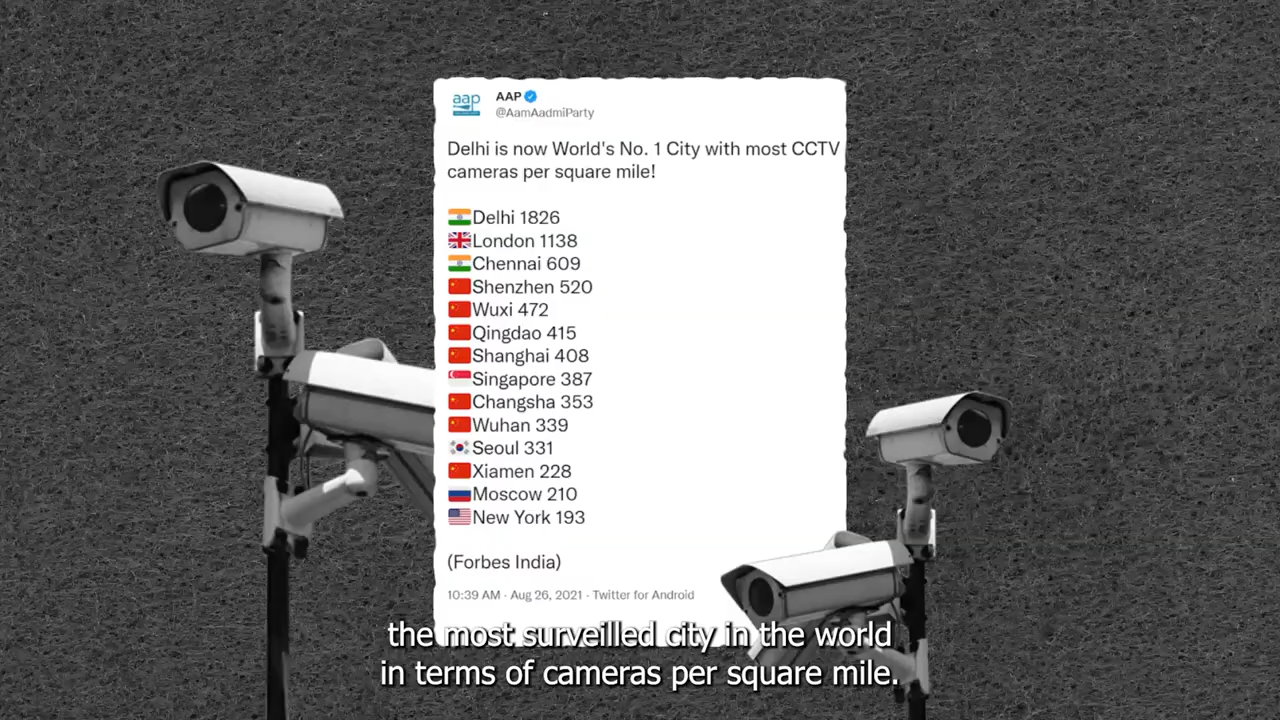 aap
AAP
@AamAadmiParty
Delhi is now World's No. 1 City with most CCTV
cameras per square mile!
Delhi 1826
London 1138
Chennai 609
Shenzhen 520
Wuxi 472
Qingdao 415
Shanghai 408
Singapore 387
Changsha 353
Wuhan 339
Seoul 331
Xiamen 228
Moscow 210
New York 193
(Forbes India)
10:39 AM · Aug 26, 2021 · Twitter for Android
the most surveilled city in the world
in terms of cameras per square mile.